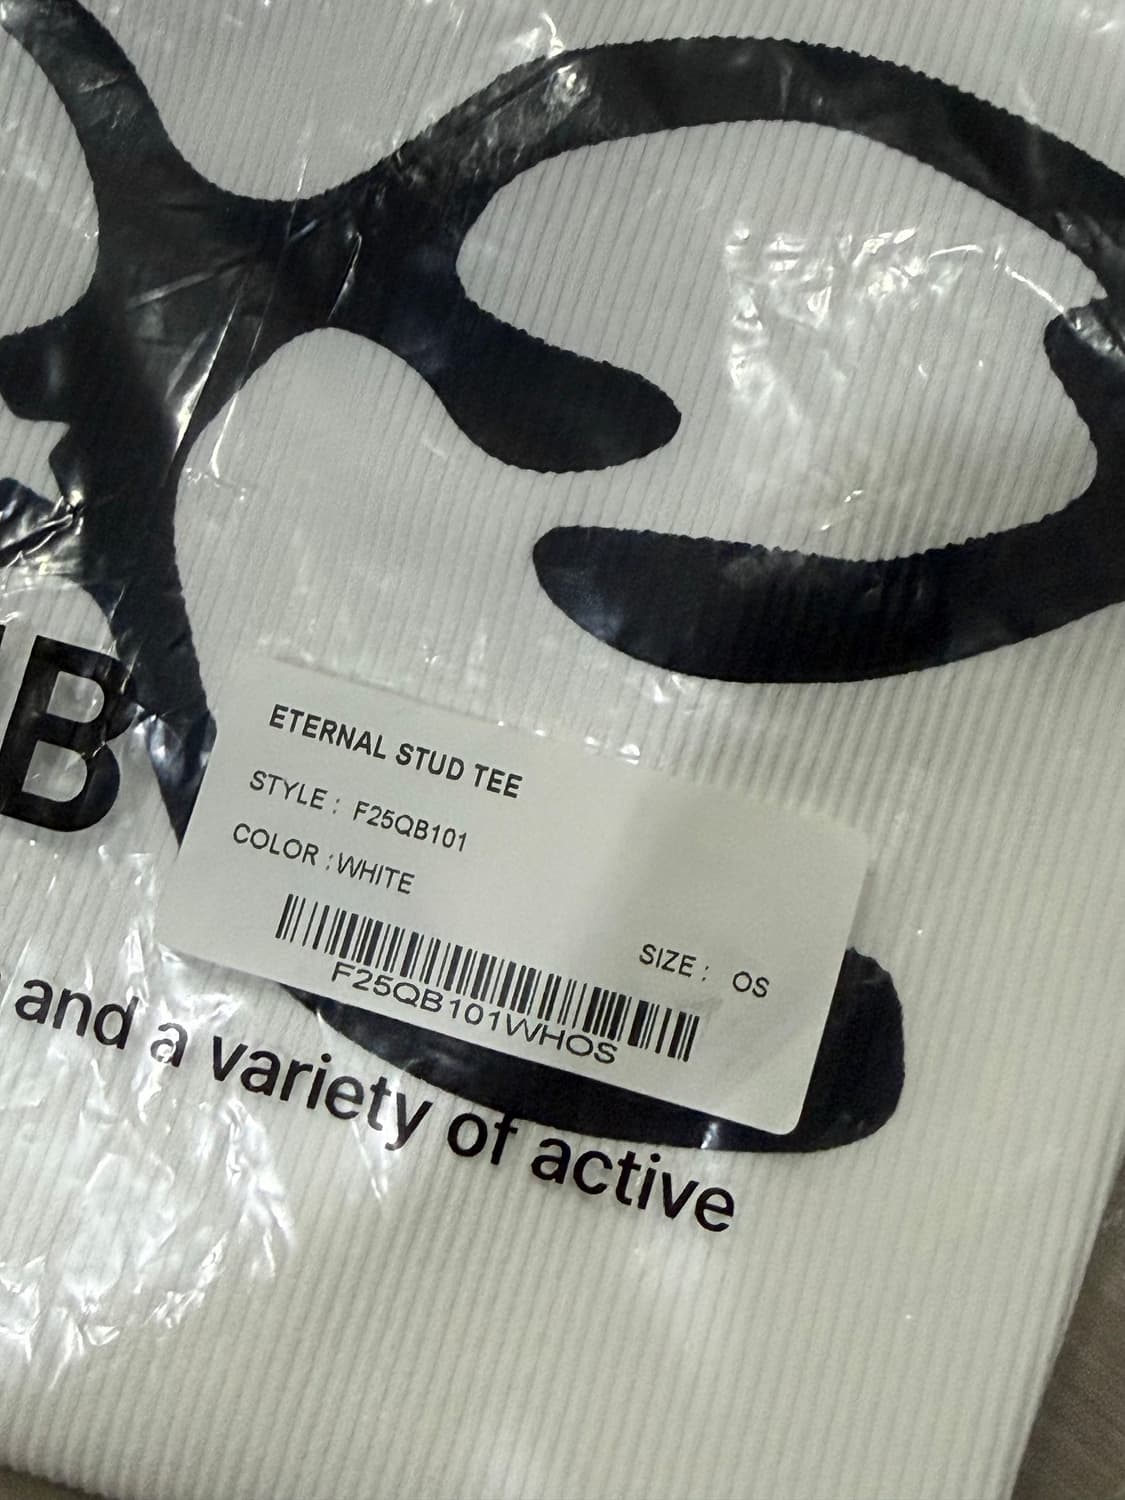 B
ETERNAL STUD TEE
STYLE : F25QB101
COLOR : WHITE
SIZE : OS
F25QB101WHOS
and a variety of active